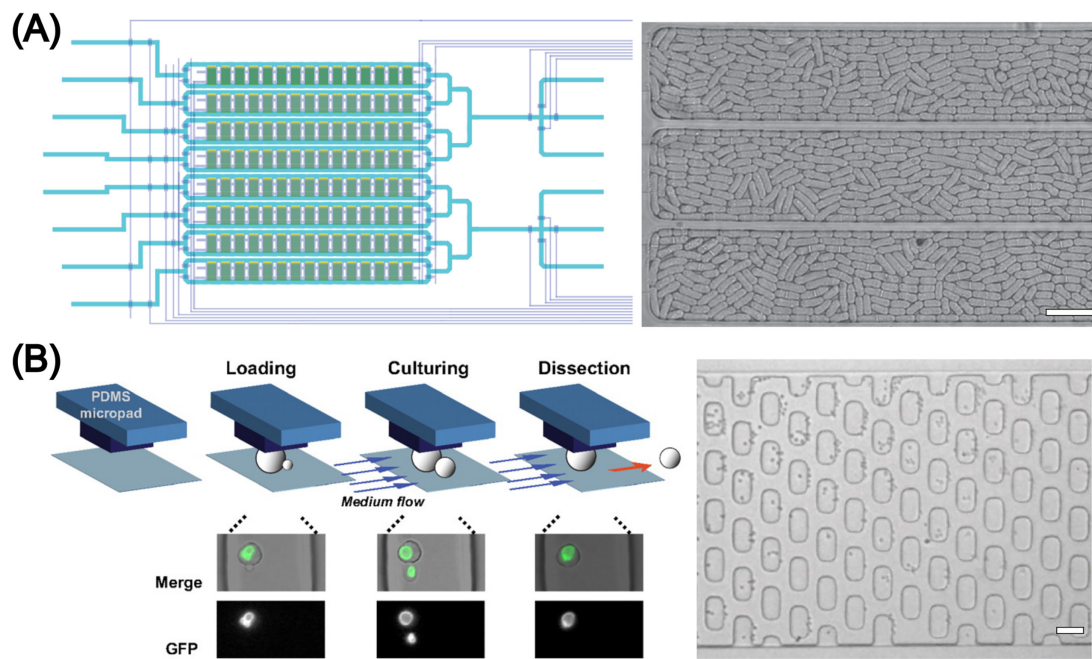 (A)
(B)
Loading
Culturing
Dissection
PDMS
micropad
Medium flow
Merge
GFP